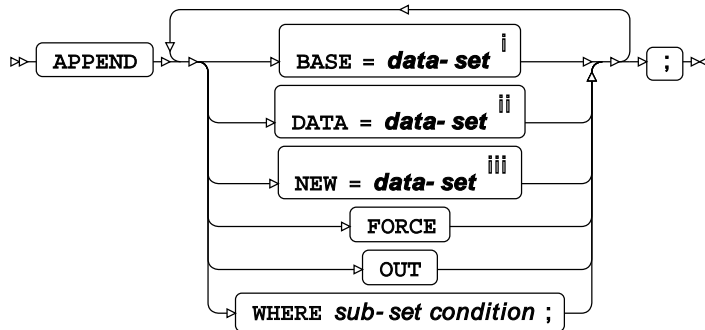 APPEND
BASE = data-set i
;
DATA = data-set ii
NEW = data-set iii
FORCE
OUT
WHERE sub-set condition ;